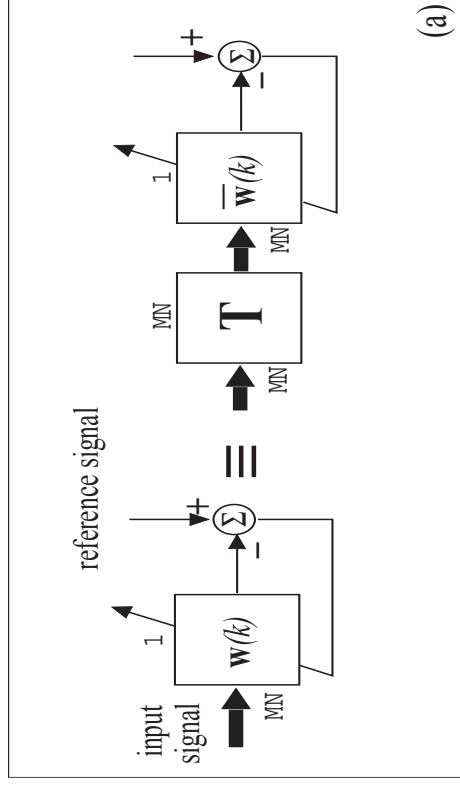 reference signal
input
signal
MN
w(k)
1
+
Σ
−
≡
MN
T
MN
MN
w̅(k)
1
+
Σ
−
(a)